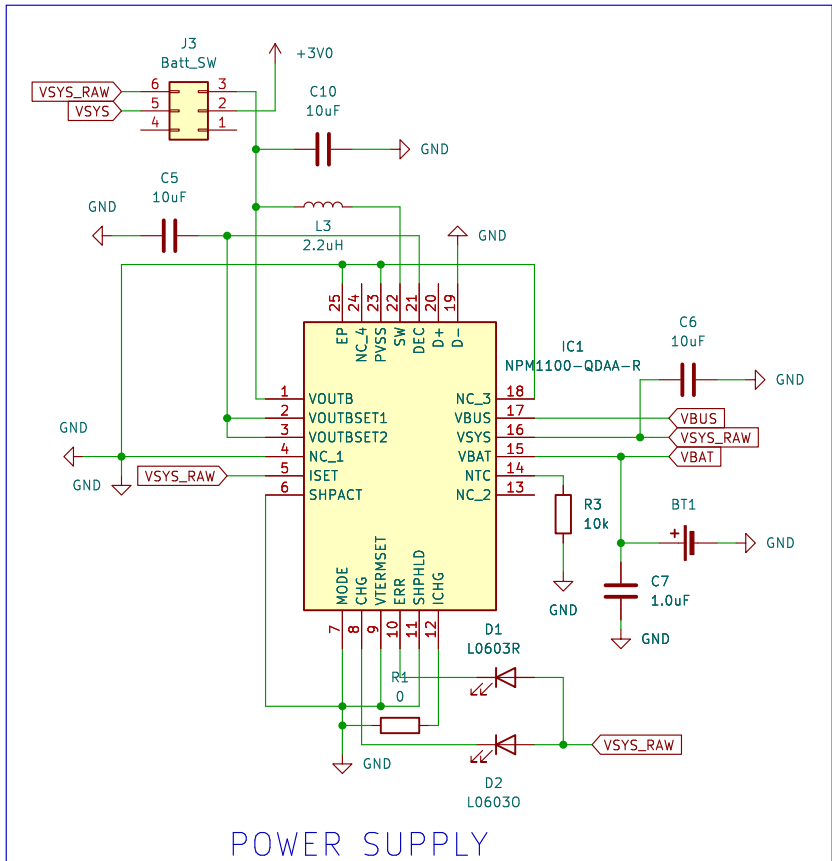 J3
Batt_SW
+3V0
VSYS_RAW
6
3
VSYS
5
2
4
1
C10
10uF
GND
C5
10uF
GND
L3
2.2uH
GND
25
24
23
22
21
20
19
EP
NC_4
PVSS
SW
DEC
D+
D-
IC1
NPM1100-QDAA-R
C6
10uF
GND
1
VOUTB
NC_3
18
2
VOUTBSET1
VBUS
17
VBUS
3
VOUTBSET2
VSYS
16
VSYS_RAW
GND
4
NC_1
VBAT
15
VBAT
GND
VSYS_RAW
5
ISET
NTC
14
6
SHPACT
NC_2
13
R3
10k
GND
BT1
+
GND
C7
1.0uF
GND
MODE
CHG
VTERMSET
ERR
SHPHLD
ICHG
7
8
9
10
11
12
D1
L0603R
R1
0
VSYS_RAW
GND
D2
L0603O
POWER SUPPLY